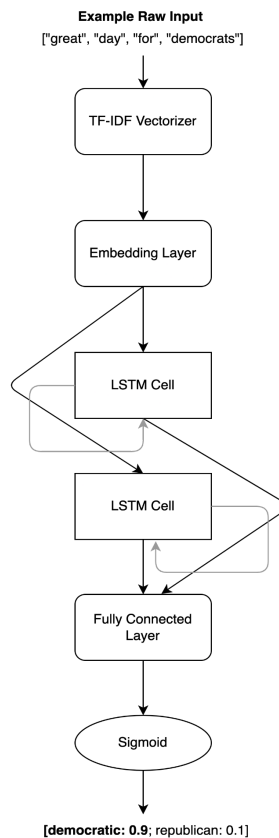 Example Raw Input
["great", "day", "for", "democrats"]
TF-IDF Vectorizer
Embedding Layer
LSTM Cell
LSTM Cell
Fully Connected
Layer
Sigmoid
[democratic: 0.9; republican: 0.1]